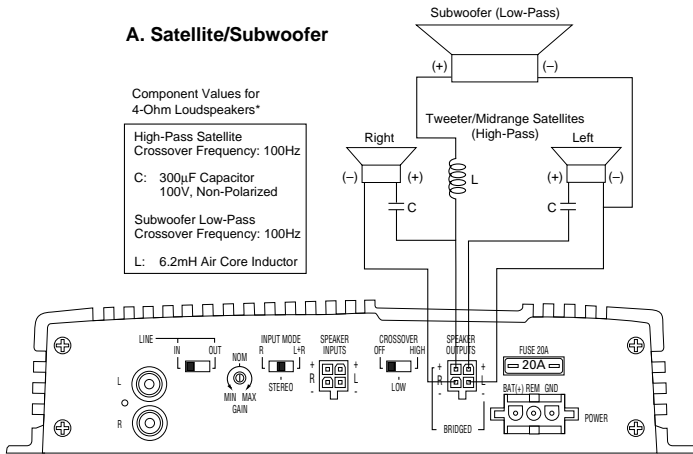 A. Satellite/Subwoofer
Subwoofer (Low-Pass)
(+)
(–)
Component Values for
4-Ohm Loudspeakers*
High-Pass Satellite
Crossover Frequency: 100Hz
C: 300µF Capacitor
100V, Non-Polarized
Subwoofer Low-Pass
Crossover Frequency: 100Hz
L: 6.2mH Air Core Inductor
Tweeter/Midrange Satellites
(High-Pass)
Right
Left
(–)
(+)
(+)
(–)
L
C
C
LINE
IN
OUT
L
R
NOM
MIN MAX
GAIN
INPUT MODE
R
L+R
STEREO
SPEAKER
INPUTS
+
+
R
L
-
-
CROSSOVER
OFF
HIGH
LOW
SPEAKER
OUTPUTS
+
+
R
L
-
-
BRIDGED
FUSE 20A
20A
BAT(+) REM GND
POWER